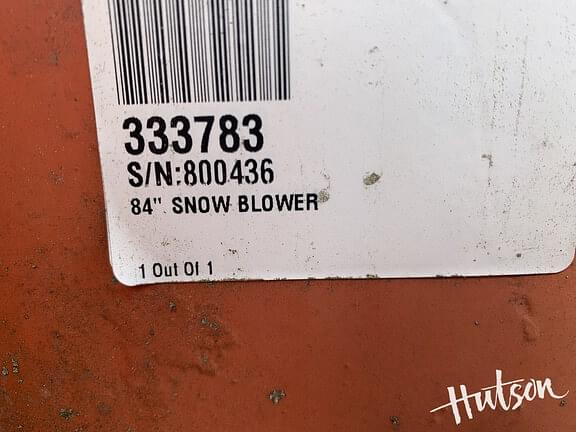 333783
S/N:800436
84" SNOW BLOWER
1 Out Of 1
Hutson